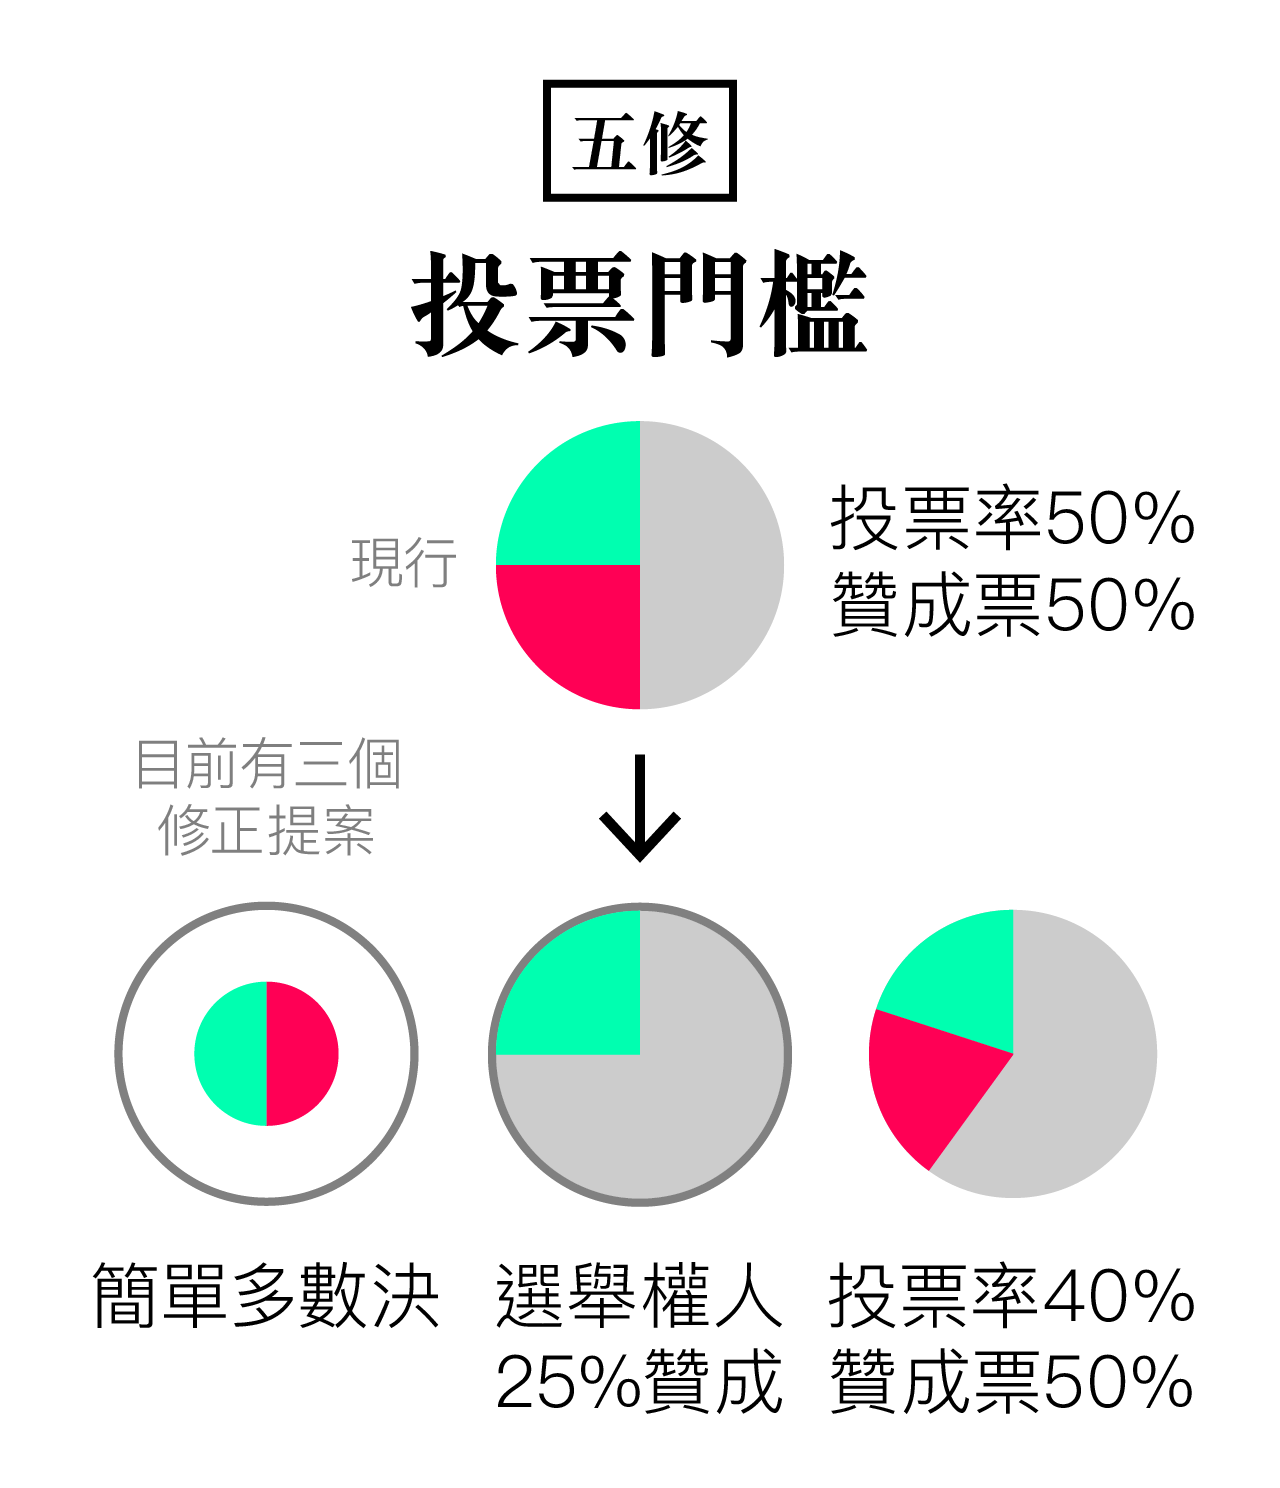 五修
投票門檻
現行
投票率50%
贊成票50%
目前有三個
修正提案
簡單多數決
選舉權人
25%贊成
投票率40%
贊成票50%